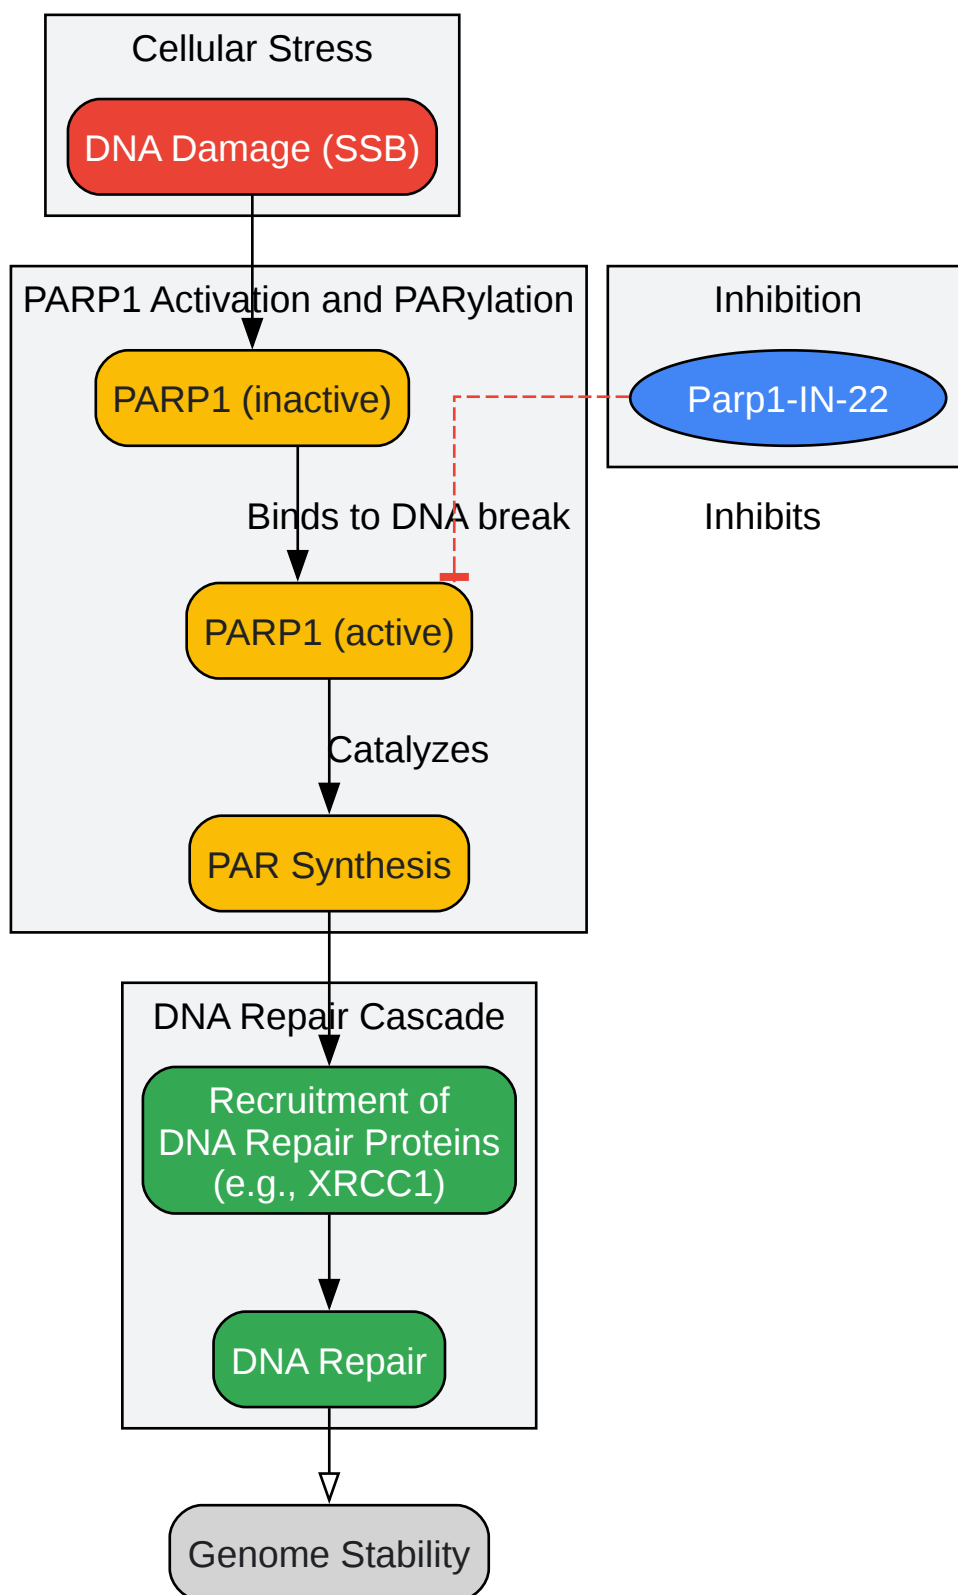 Cellular Stress
DNA Damage (SSB)
PARP1 Activation and PARylation
Inhibition
PARP1 (inactive)
Parp1-IN-22
Binds to DNA break
Inhibits
PARP1 (active)
Catalyzes
PAR Synthesis
DNA Repair Cascade
Recruitment of
DNA Repair Proteins
(e.g., XRCC1)
DNA Repair
Genome Stability